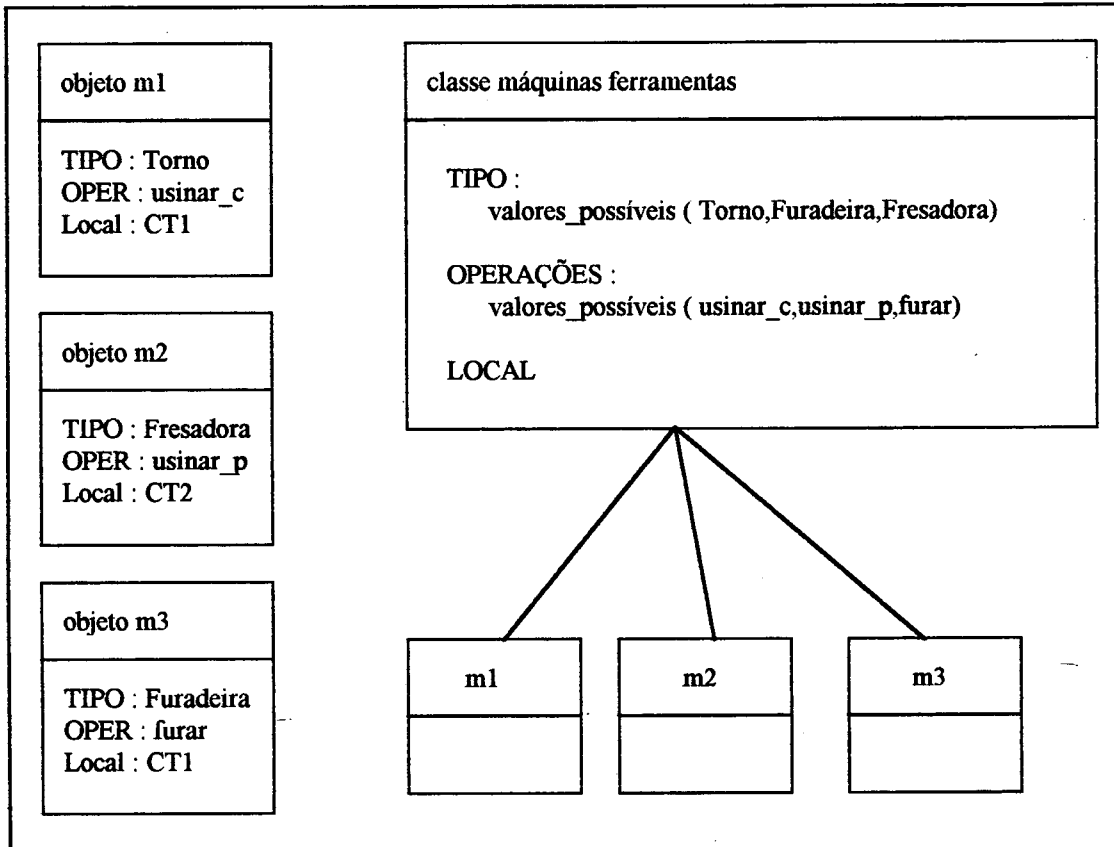 objeto m1
TIPO : Torno
OPER : usinar_c
Local : CT1
objeto m2
TIPO : Fresadora
OPER : usinar_p
Local : CT2
objeto m3
TIPO : Furadeira
OPER : furar
Local : CT1
classe máquinas ferramentas
TIPO :
valores_possíveis ( Torno,Furadeira,Fresadora)
OPERAÇÕES :
valores_possíveis ( usinar_c,usinar_p,furar)
LOCAL
m1
m2
m3